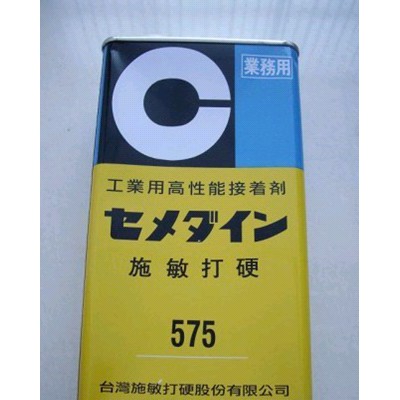 C
業務用
工業用高性能接着剤
セメダイン
施敏打硬
575
台灣施敏打硬股份有限公司